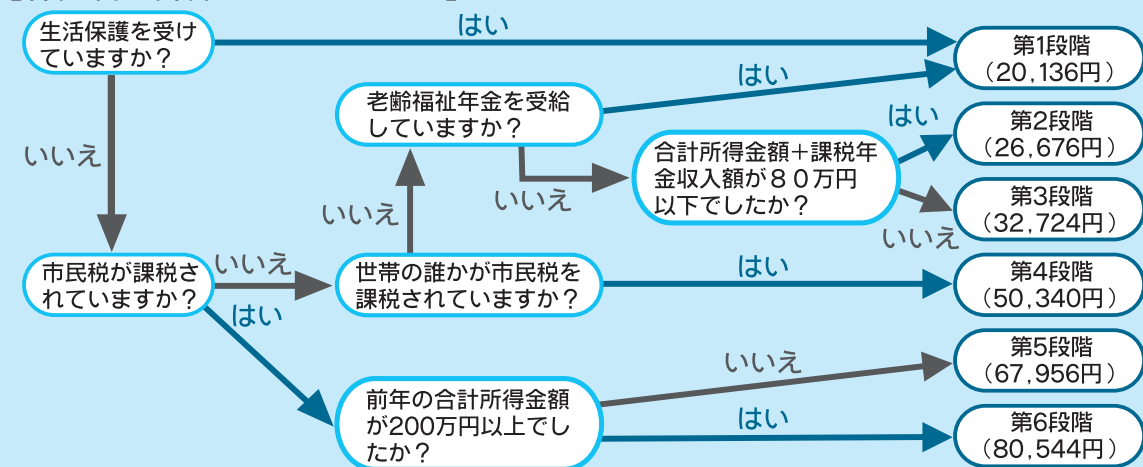 生活保護を受け
ていますか？
はい
第1段階
（20,136円）
いいえ
老齢福祉年金を受給
していますか？
はい
いいえ
合計所得金額＋課税年
金収入額が８０万円
以下でしたか？
はい
第2段階
（26,676円）
いいえ
第3段階
（32,724円）
市民税が課税さ
れていますか？
いいえ
いいえ
世帯の誰かが市民税を
課税されていますか？
はい
第4段階
（50,340円）
はい
前年の合計所得金額
が200万円以上でし
たか？
いいえ
第5段階
（67,956円）
はい
第6段階
（80,544円）